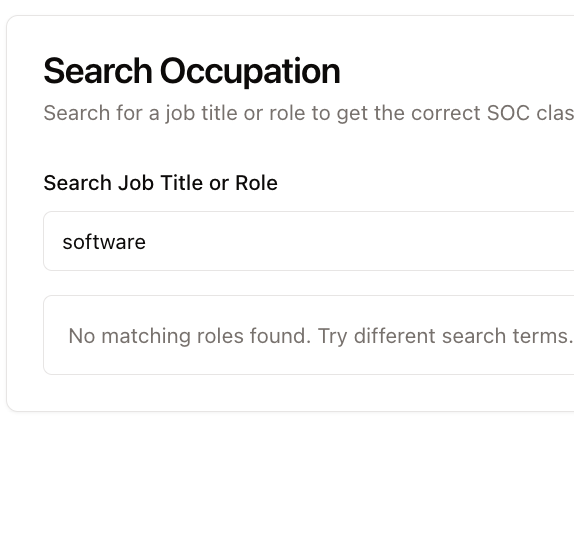 Search Occupation
Search for a job title or role to get the correct SOC clas
Search Job Title or Role
software
No matching roles found. Try different search terms.